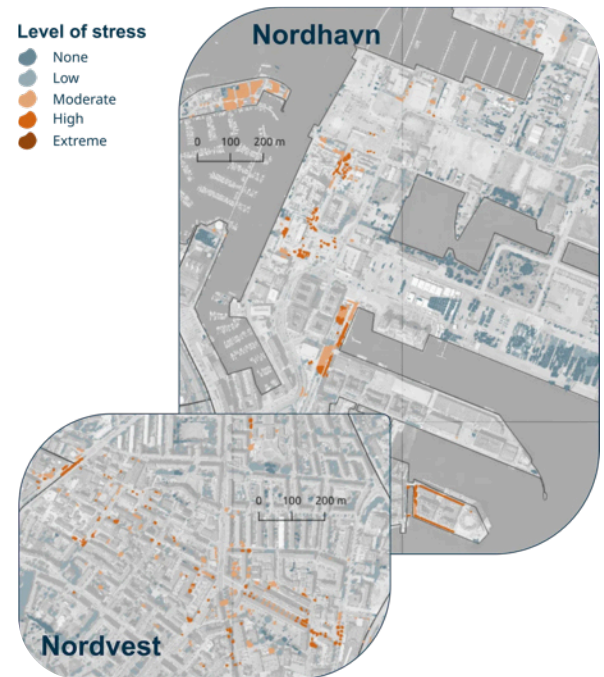 Level of stress
None
Low
Moderate
High
Extreme
Nordhavn
0 100 200 m
0 100 200 m
Nordvest